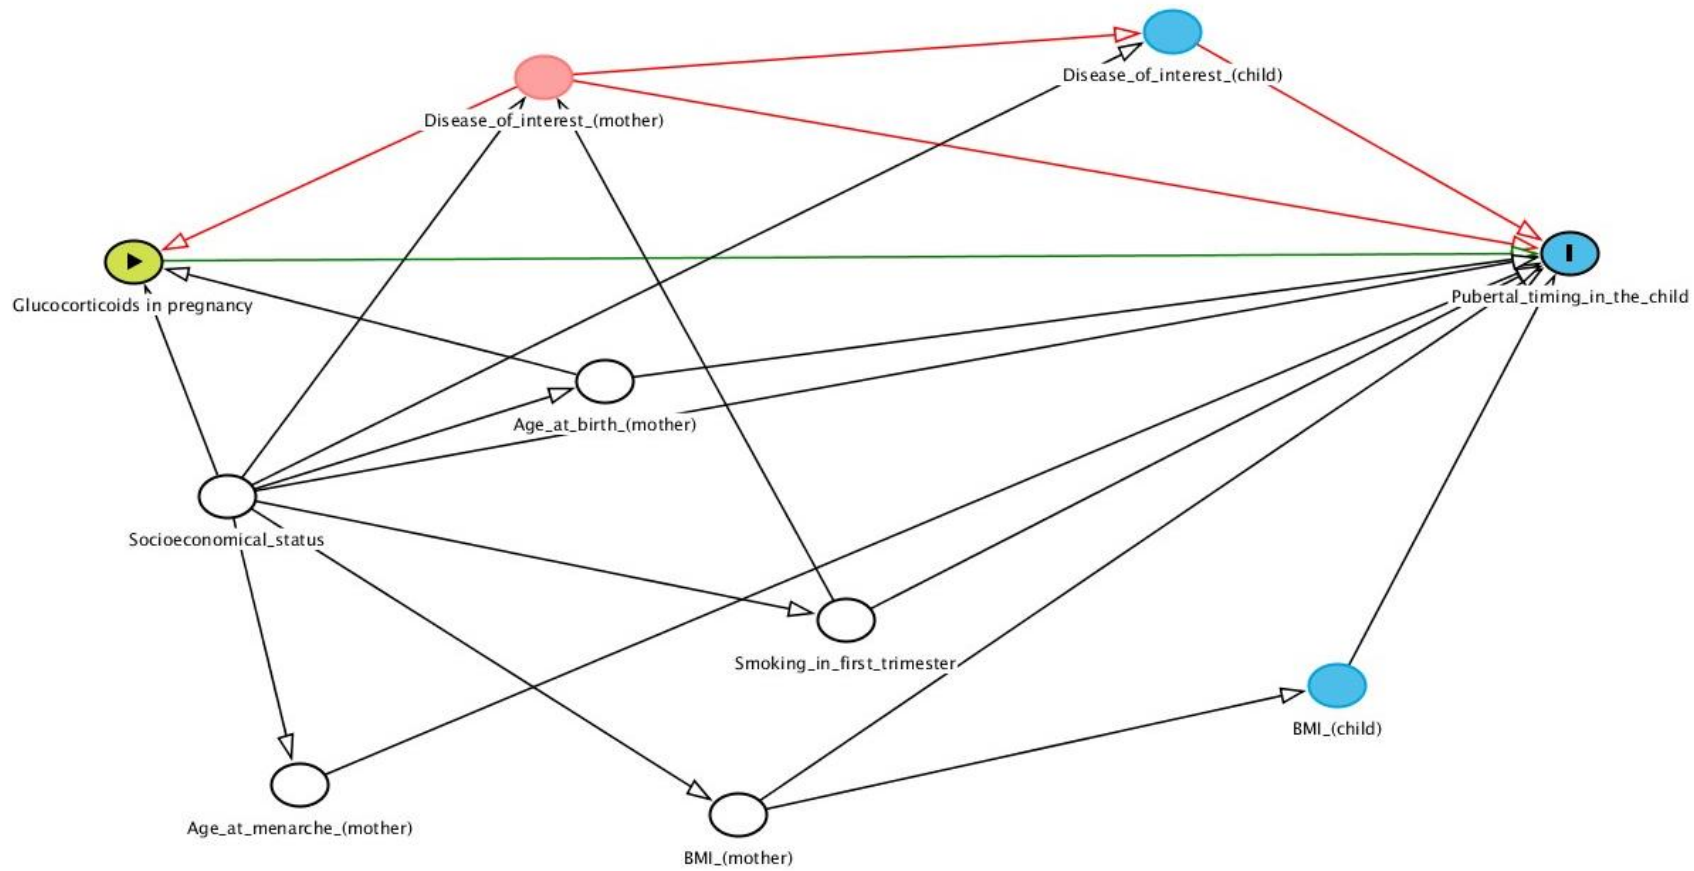 Disease_of_interest_(child)
Disease_of_interest_(mother)
Glucocorticoids in pregnancy
Pubertal_timing_in_the_child
Age_at_birth_(mother)
Socioeconomical_status
Smoking_in_first_trimester
BMI_(child)
Age_at_menarche_(mother)
BMI_(mother)